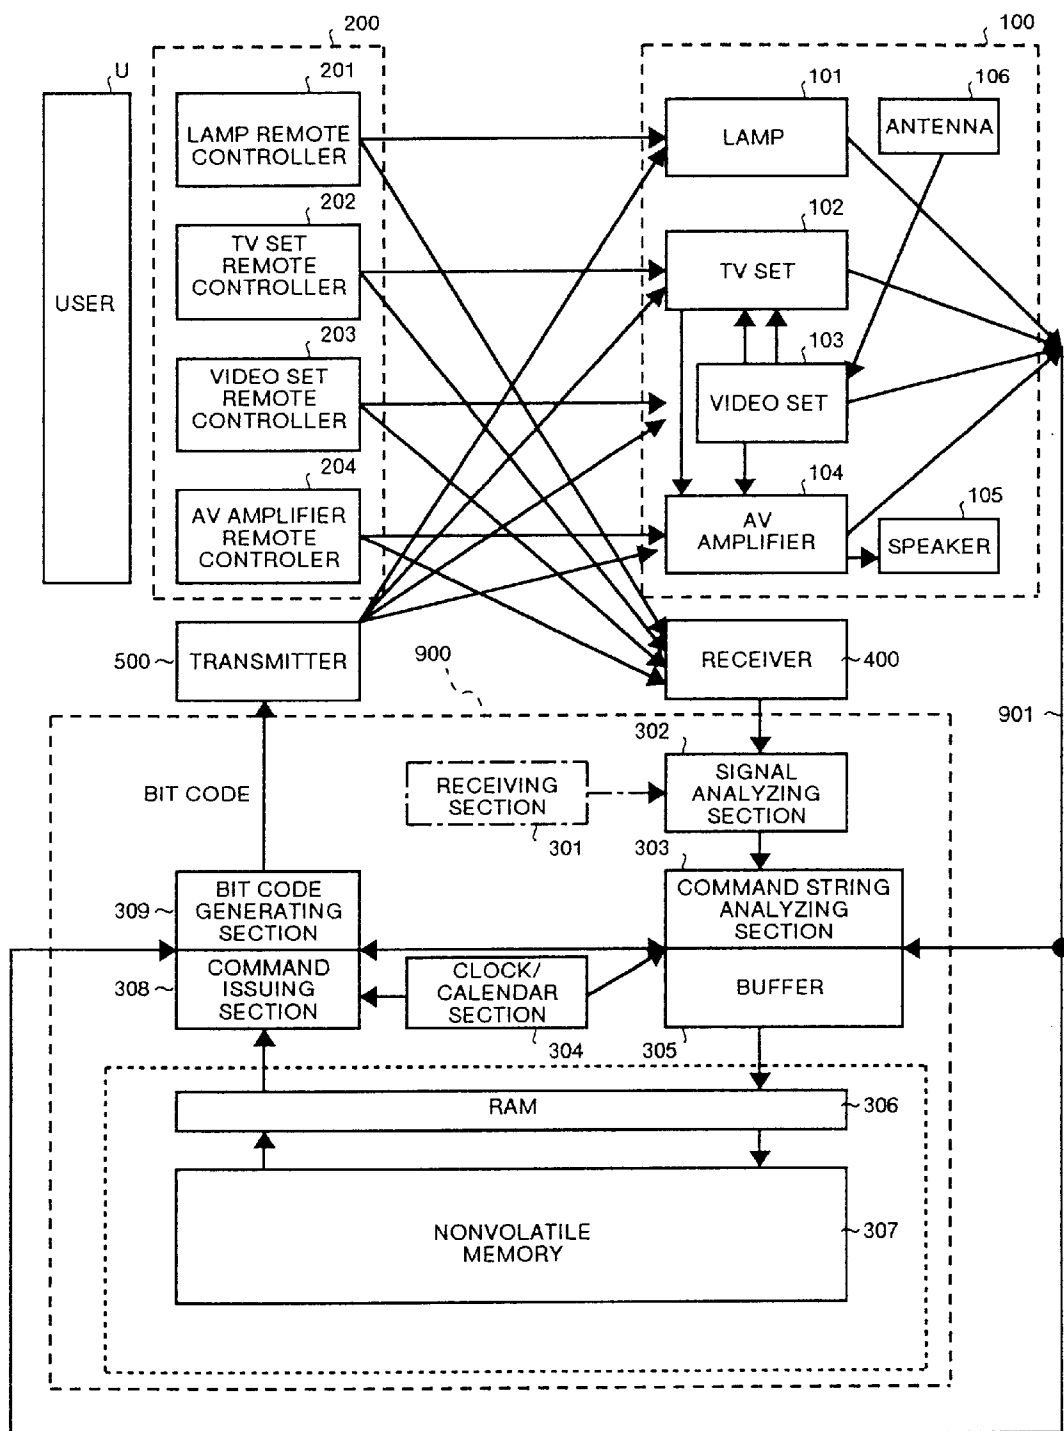 200
100
U
201
101
106
LAMP REMOTE
CONTROLLER
LAMP
ANTENNA
202
102
TV SET
REMOTE
CONTROLLER
TV SET
USER
203
103
VIDEO SET
REMOTE
CONTROLLER
VIDEO SET
204
104
105
AV AMPLIFIER
REMOTE
CONTROLER
AV
AMPLIFIER
SPEAKER
500
TRANSMITTER
900
RECEIVER
400
901
302
BIT CODE
RECEIVING
SECTION
SIGNAL
ANALYZING
SECTION
301
303
309
BIT CODE
GENERATING
SECTION
COMMAND STRING
ANALYZING
SECTION
308
COMMAND
ISSUING
SECTION
CLOCK/
CALENDAR
SECTION
BUFFER
304
305
RAM
306
NONVOLATILE
MEMORY
307